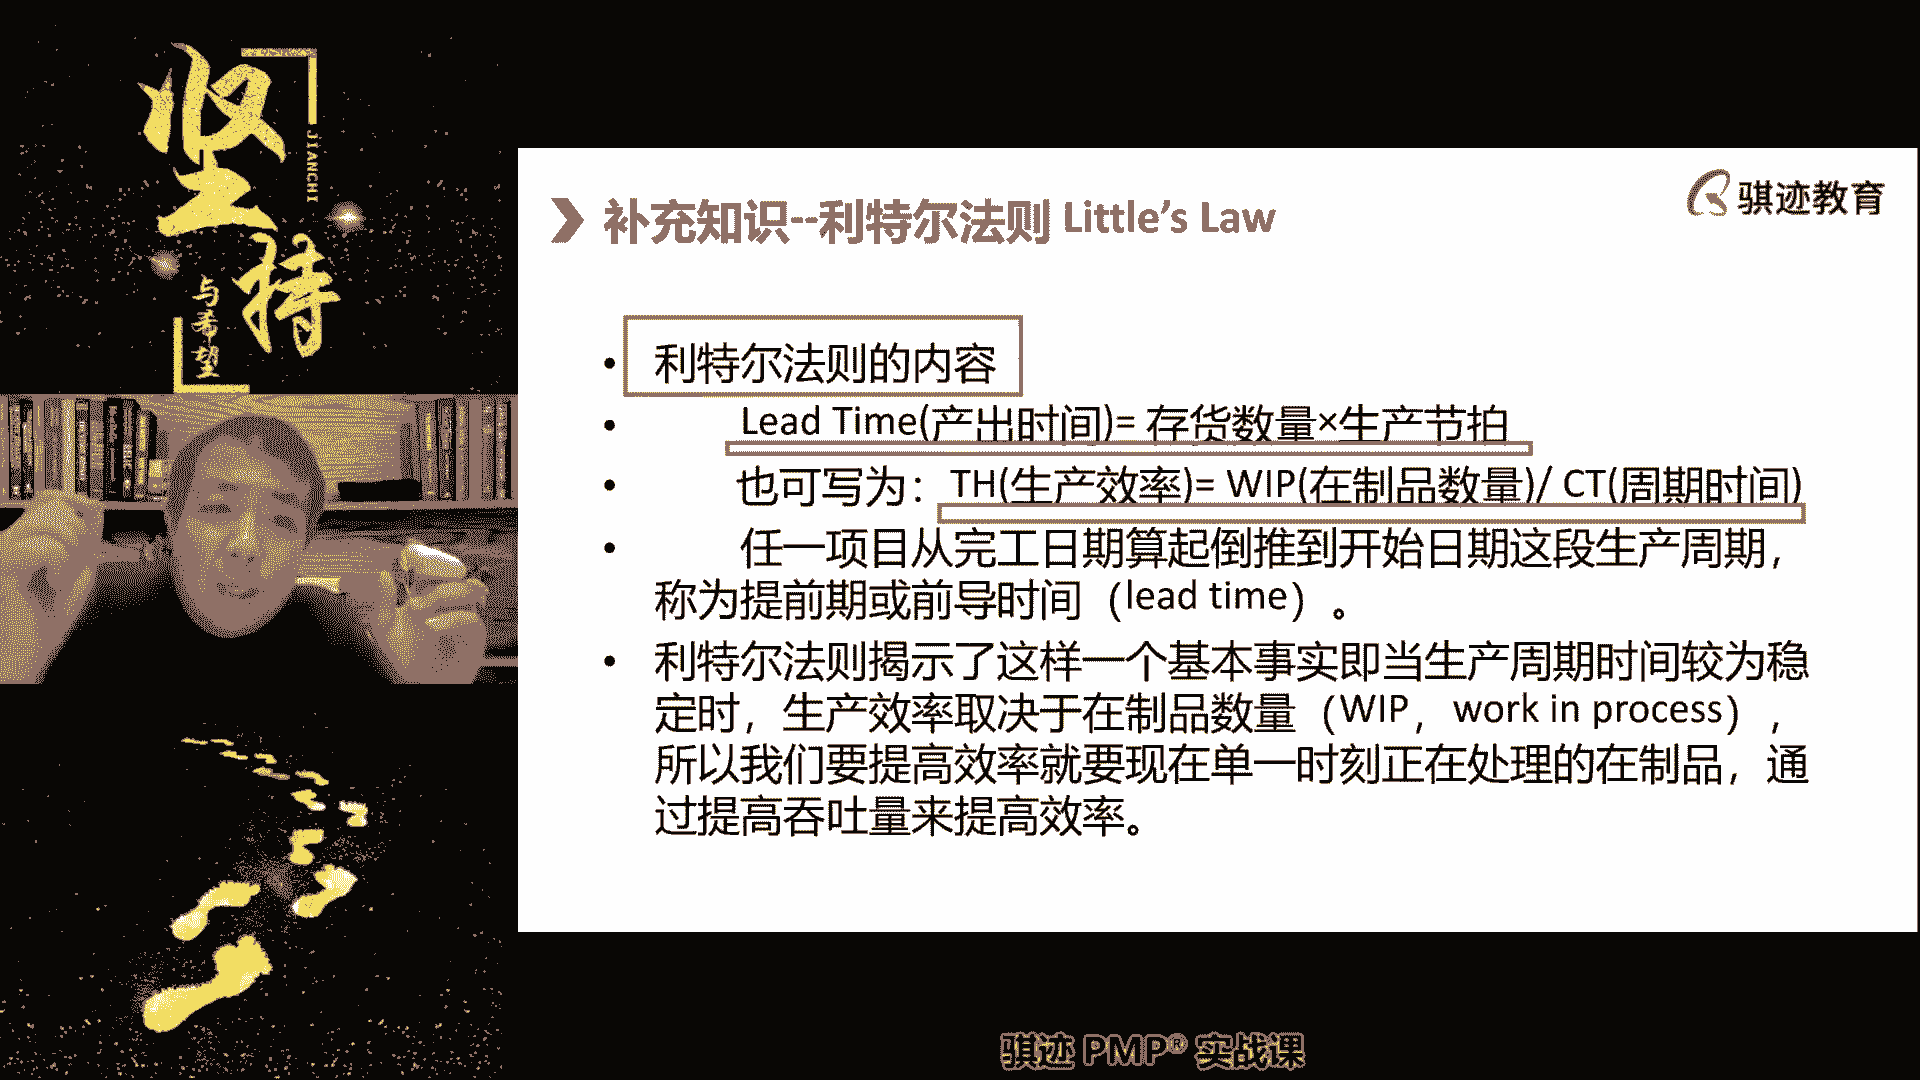 坚持
JIANCHI
与希望
骐迹教育
补充知识--利特尔法则 Little's Law
• 利特尔法则的内容
• Lead Time(产出时间)= 存货数量×生产节拍
• 也可写为：TH(生产效率)= WIP(在制品数量)/ CT(周期时间)
• 任一项目从完工日期算起倒推到开始日期这段生产周期，
称为提前期或前导时间（lead time）。
• 利特尔法则揭示了这样一个基本事实即当生产周期时间较为稳
定时，生产效率取决于在制品数量（WIP，work in process），
所以我们要提高效率就要现在单一时刻正在处理的在制品，通
过提高吞吐量来提高效率。
骐迹 PMP® 实战课